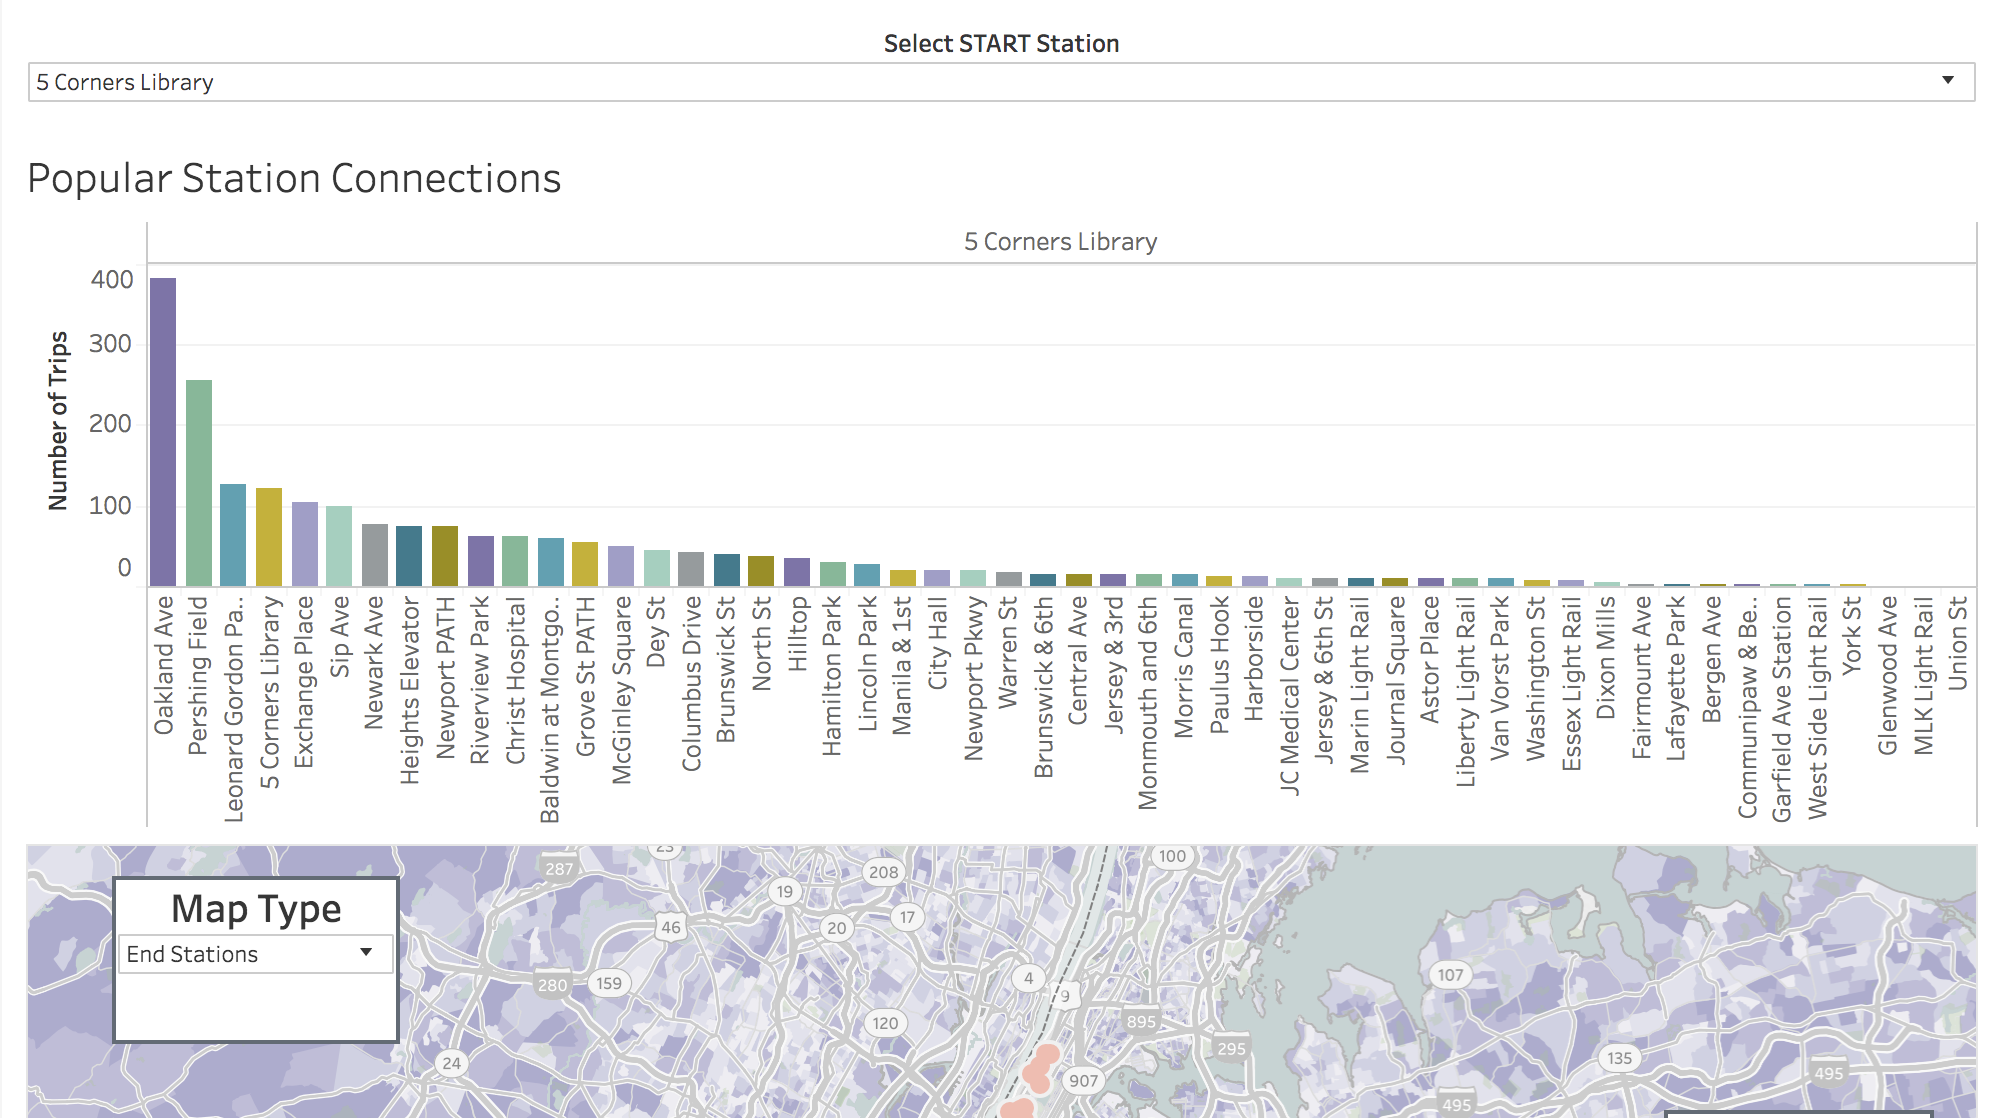 Select START Station
5 Corners Library
Popular Station Connections
5 Corners Library
Number of Trips
400
300
200
100
0
Oakland Ave
Pershing Field
Leonard Gordon Pa..
5 Corners Library
Exchange Place
Sip Ave
Newark Ave
Heights Elevator
Newport PATH
Riverview Park
Christ Hospital
Baldwin at Montgo..
Grove St PATH
McGinley Square
Dey St
Columbus Drive
Brunswick St
North St
Hilltop
Hamilton Park
Lincoln Park
Manila & 1st
City Hall
Newport Pkwy
Warren St
Brunswick & 6th
Central Ave
Jersey & 3rd
Monmouth and 6th
Morris Canal
Paulus Hook
Harborside
JC Medical Center
Jersey & 6th St
Marin Light Rail
Journal Square
Astor Place
Liberty Light Rail
Van Vorst Park
Washington St
Essex Light Rail
Dixon Mills
Fairmount Ave
Lafayette Park
Bergen Ave
Communipaw & Be..
Garfield Ave Station
West Side Light Rail
York St
Glenwood Ave
MLK Light Rail
Union St
Map Type
End Stations
287
23
208
100
19
17
46
20
4
107
280
159
9
120
895
295
24
907
135
495
495